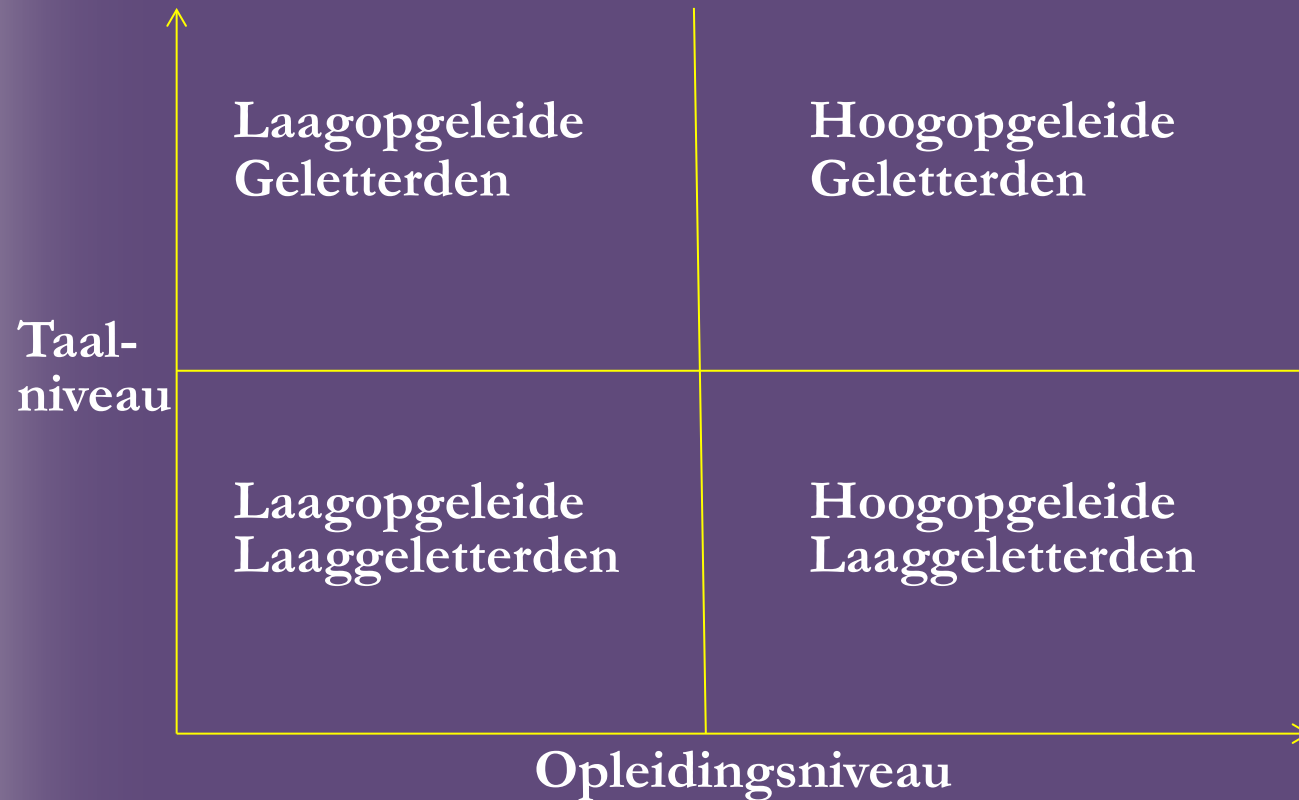 Laagopgeleide
Geletterden
Hoogopgeleide
Geletterden
Taal-
niveau
Laagopgeleide
Laaggeletterden
Hoogopgeleide
Laaggeletterden
Opleidingsniveau